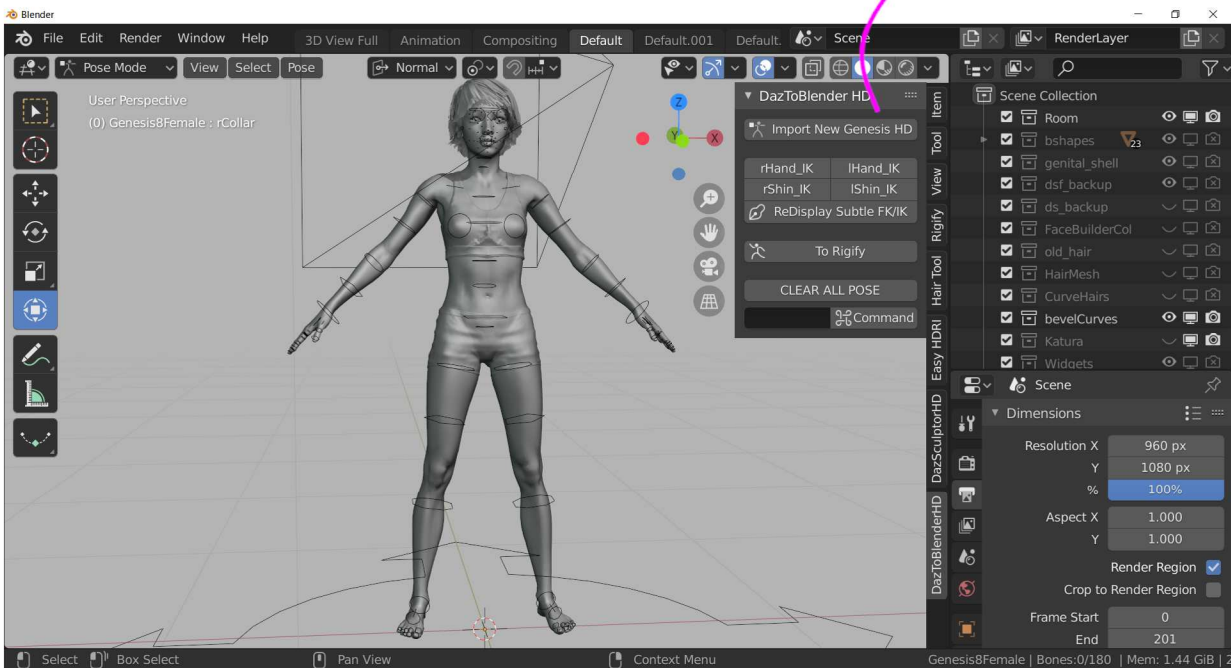 Blender
File Edit Render Window Help 3D View Full Animation Compositing Default Default.001 Default. Scene RenderLayer
Pose Mode View Select Pose Normal
User Perspective
(0) Genesis8Female : rCollar
Z
Y
X
DazToBlender HD
Import New Genesis HD
rHand_IK lHand_IK
rShin_IK lShin_IK
ReDisplay Subtle FK/IK
To Rigify
CLEAR ALL POSE
Command
Item
Tool
View
Rigify
Hair Tool
Easy HDRI
DazSculptorHD
DazToBlenderHD
Scene Collection
Room
bshapes 23
genital_shell
dsf_backup
ds_backup
FaceBuilderCol
old_hair
HairMesh
CurveHairs
bevelCurves
Katura
Widgets
Scene
Dimensions
Resolution X 960 px
Y 1080 px
% 100%
Aspect X 1.000
Y 1.000
Render Region
Crop to Render Region
Frame Start 0
End 201
Select Box Select Pan View Context Menu Genesis8Female | Bones:0/180 | Mem: 1.44 GiB | 2